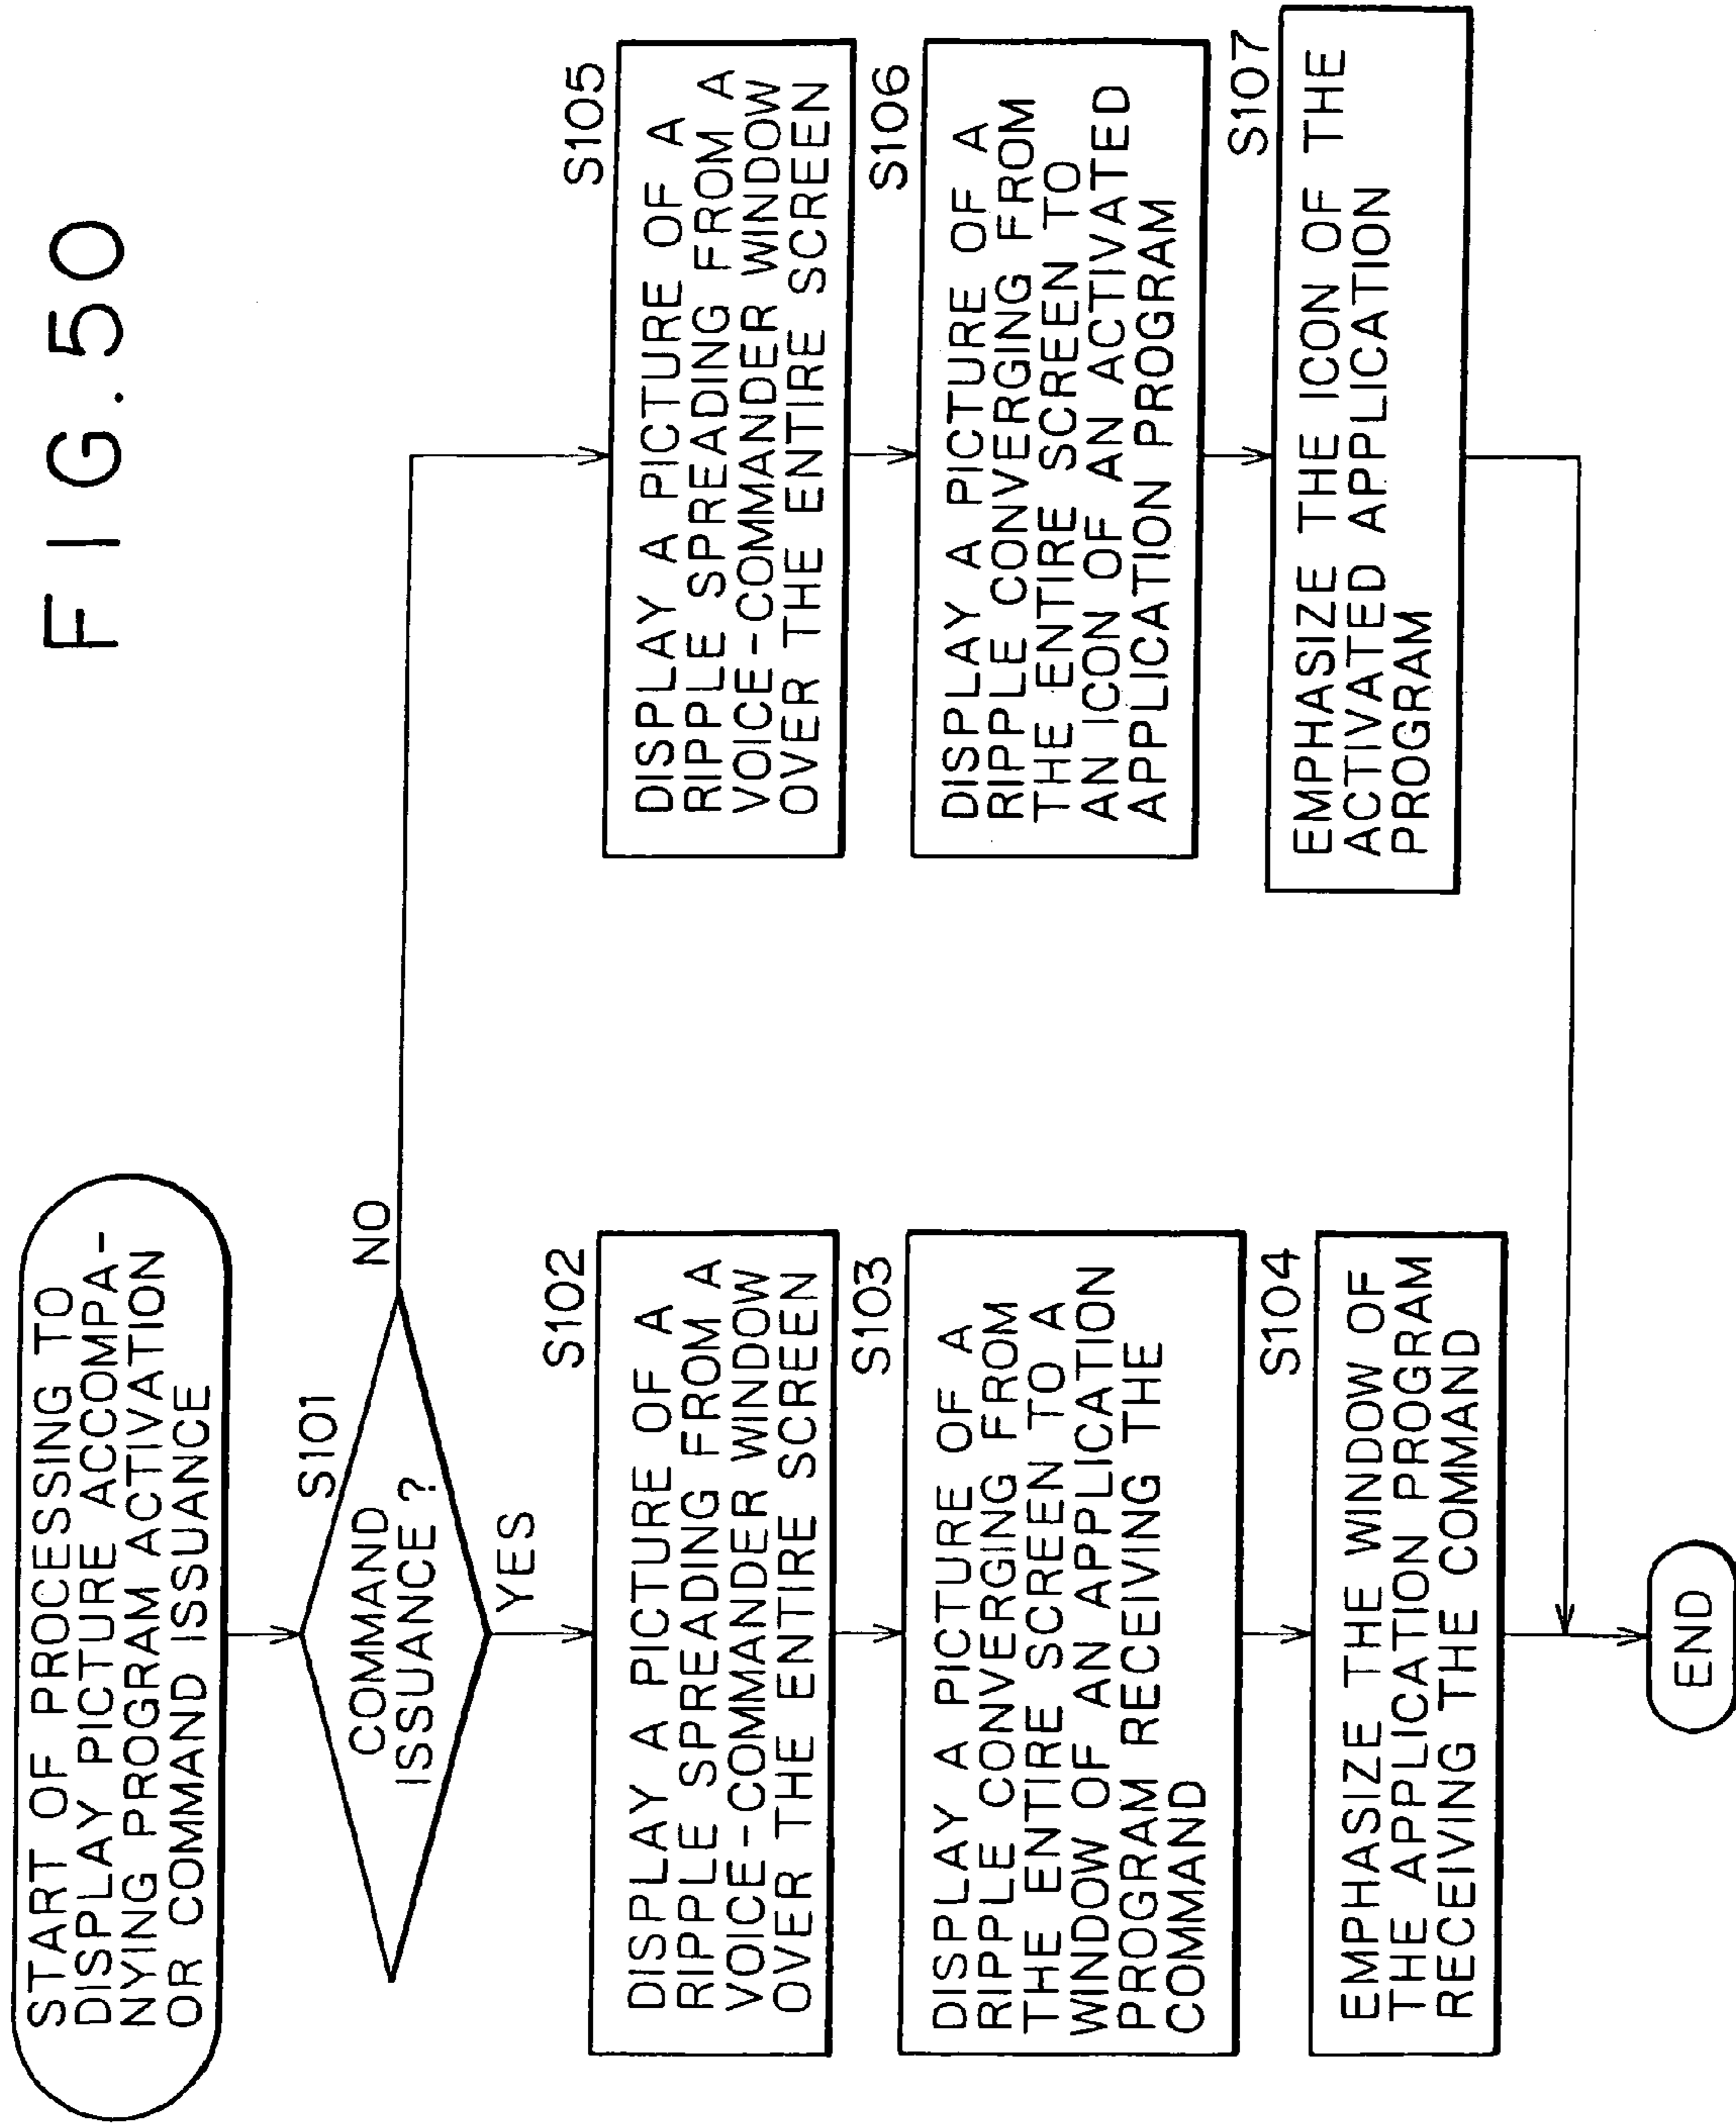 FIG.50
START OF PROCESSING TO
DISPLAY PICTURE ACCOMPA-
NYING PROGRAM ACTIVATION
OR COMMAND ISSUANCE
S101
COMMAND
ISSUANCE ?
NO
YES
S102
DISPLAY A PICTURE OF A
RIPPLE SPREADING FROM A
VOICE-COMMANDER WINDOW
OVER THE ENTIRE SCREEN
S103
DISPLAY A PICTURE OF A
RIPPLE CONVERGING FROM
THE ENTIRE SCREEN TO A
WINDOW OF AN APPLICATION
PROGRAM RECEIVING THE
COMMAND
S104
EMPHASIZE THE WINDOW OF
THE APPLICATION PROGRAM
RECEIVING THE COMMAND
S105
DISPLAY A PICTURE OF A
RIPPLE SPREADING FROM A
VOICE-COMMANDER WINDOW
OVER THE ENTIRE SCREEN
S106
DISPLAY A PICTURE OF A
RIPPLE CONVERGING FROM
THE ENTIRE SCREEN TO
AN ICON OF AN ACTIVATED
APPLICATION PROGRAM
S107
EMPHASIZE THE ICON OF THE
ACTIVATED APPLICATION
PROGRAM
END